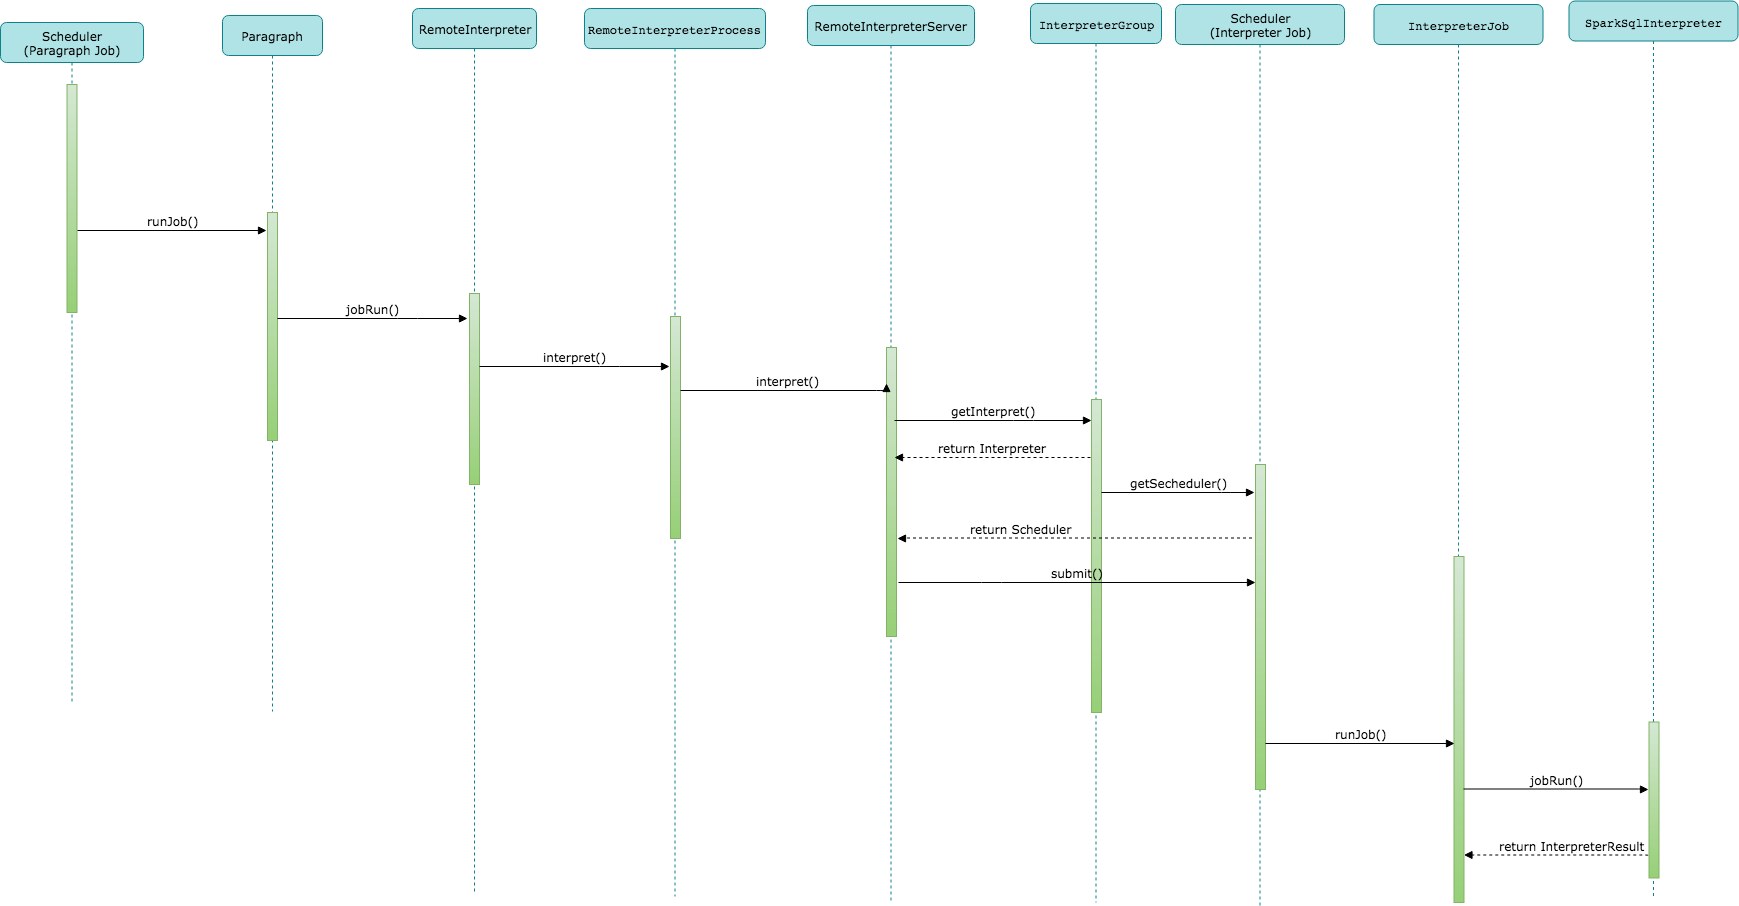 Scheduler
(Paragraph Job)
Paragraph
RemoteInterpreter
RemoteInterpreterProcess
RemoteInterpreterServer
InterpreterGroup
Scheduler
(Interpreter Job)
InterpreterJob
SparkSqlInterpreter
runJob()
jobRun()
interpret()
interpret()
getInterpret()
return Interpreter
getSecheduler()
return Scheduler
submit()
runJob()
jobRun()
return InterpreterResult